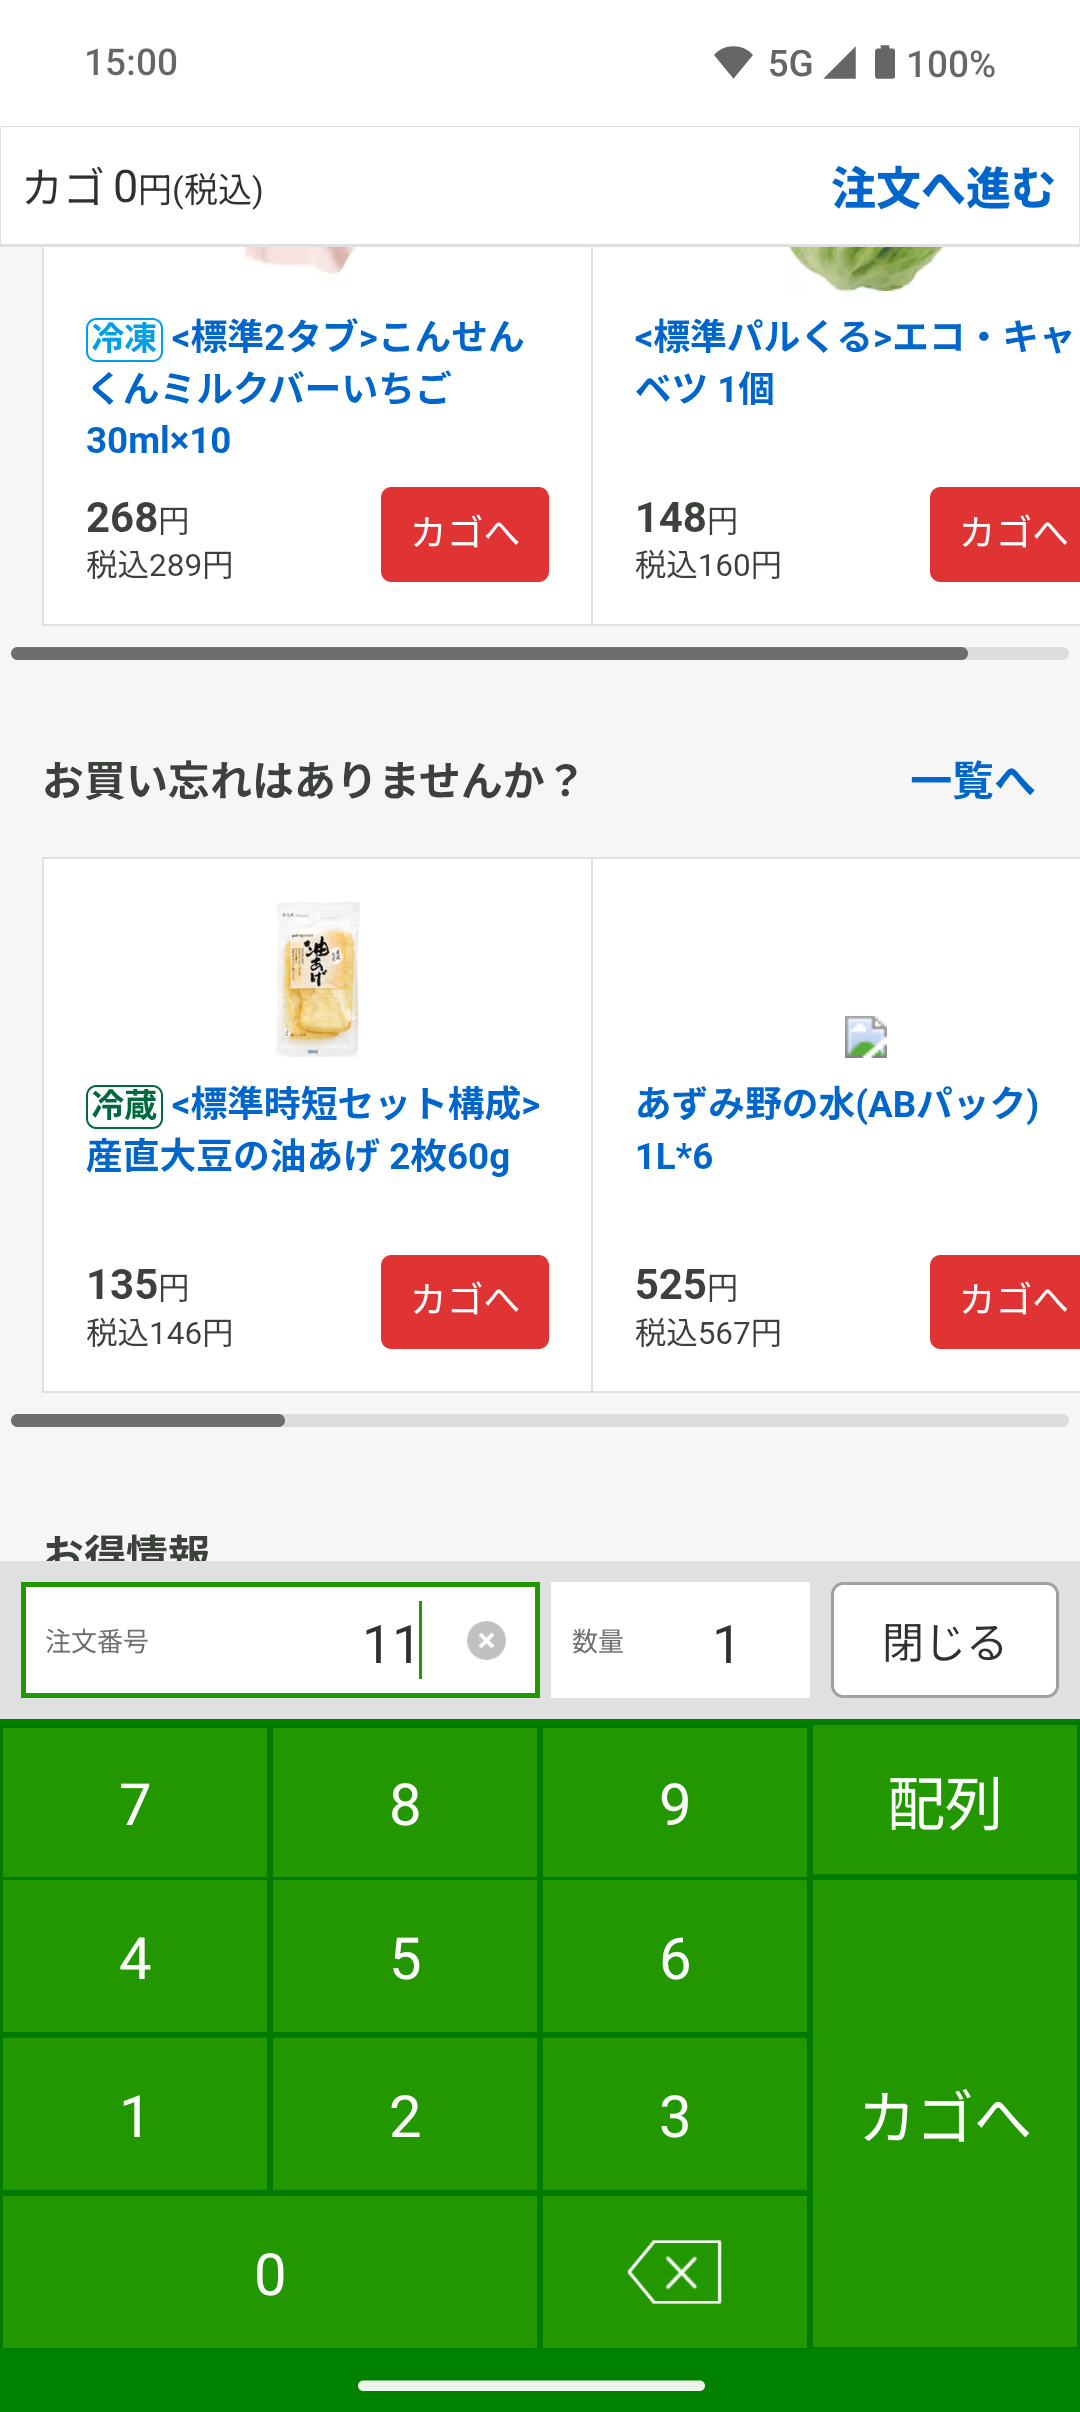 15:00
5G 100%
カゴ 0円(税込)
注文へ進む
冷凍 <標準2タブ>こんせん
くんミルクバーいちご
30ml×10
268円
税込289円
カゴへ
<標準パルくる>エコ・キャ
ベツ 1個
148円
税込160円
カゴへ
お買い忘れはありませんか？
一覧へ
油あげ
冷蔵 <標準時短セット構成>
産直大豆の油あげ 2枚60g
135円
税込146円
カゴへ
あずみ野の水(ABパック)
1L*6
525円
税込567円
カゴへ
お得情報
注文番号 11
数量 1
閉じる
7 8 9 配列
4 5 6
1 2 3 カゴへ
0